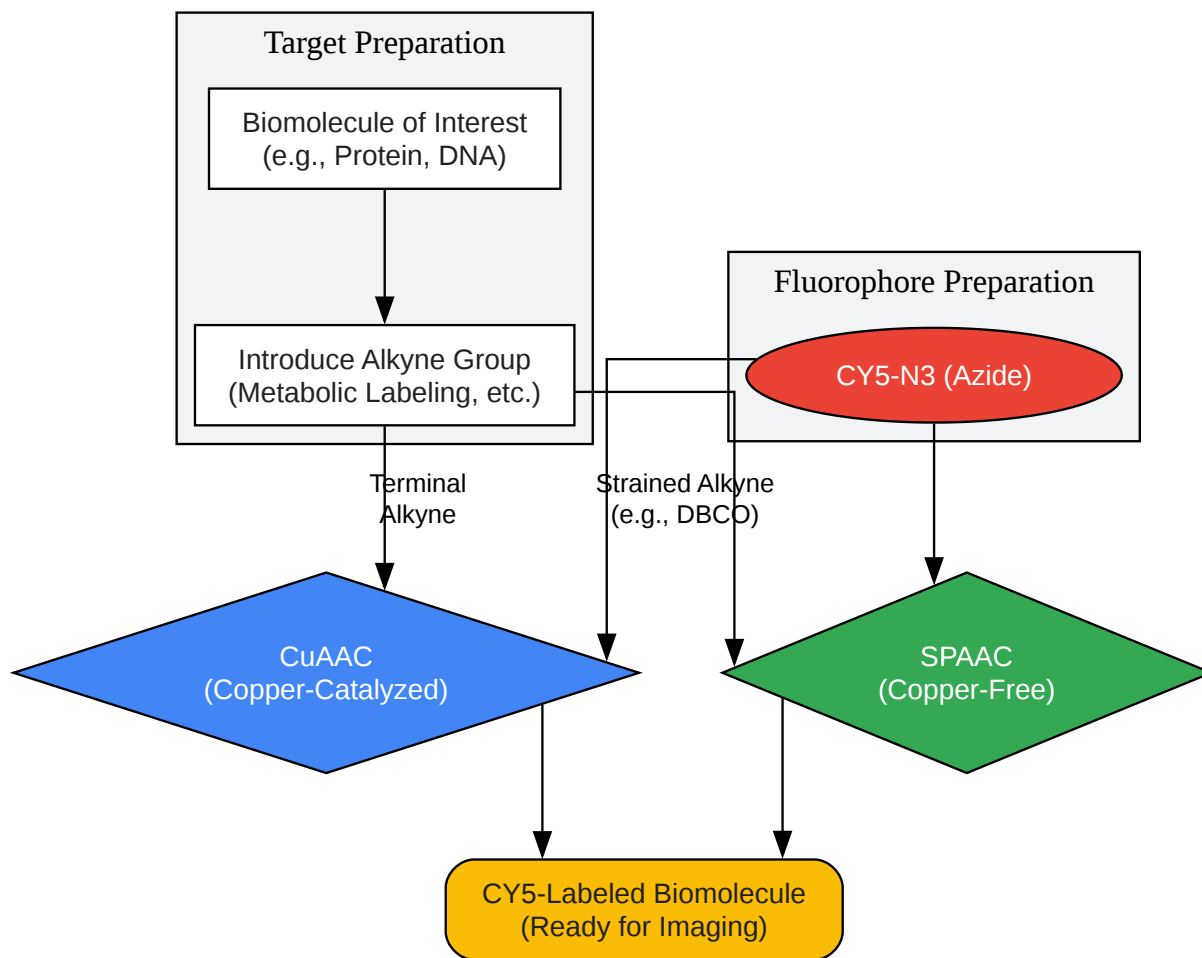 Target Preparation
Biomolecule of Interest
(e.g., Protein, DNA)
Fluorophore Preparation
Introduce Alkyne Group
(Metabolic Labeling, etc.)
CY5-N3 (Azide)
Terminal
Alkyne
Strained Alkyne
(e.g., DBCO)
CuAAC
(Copper-Catalyzed)
SPAAC
(Copper-Free)
CY5-Labeled Biomolecule
(Ready for Imaging)